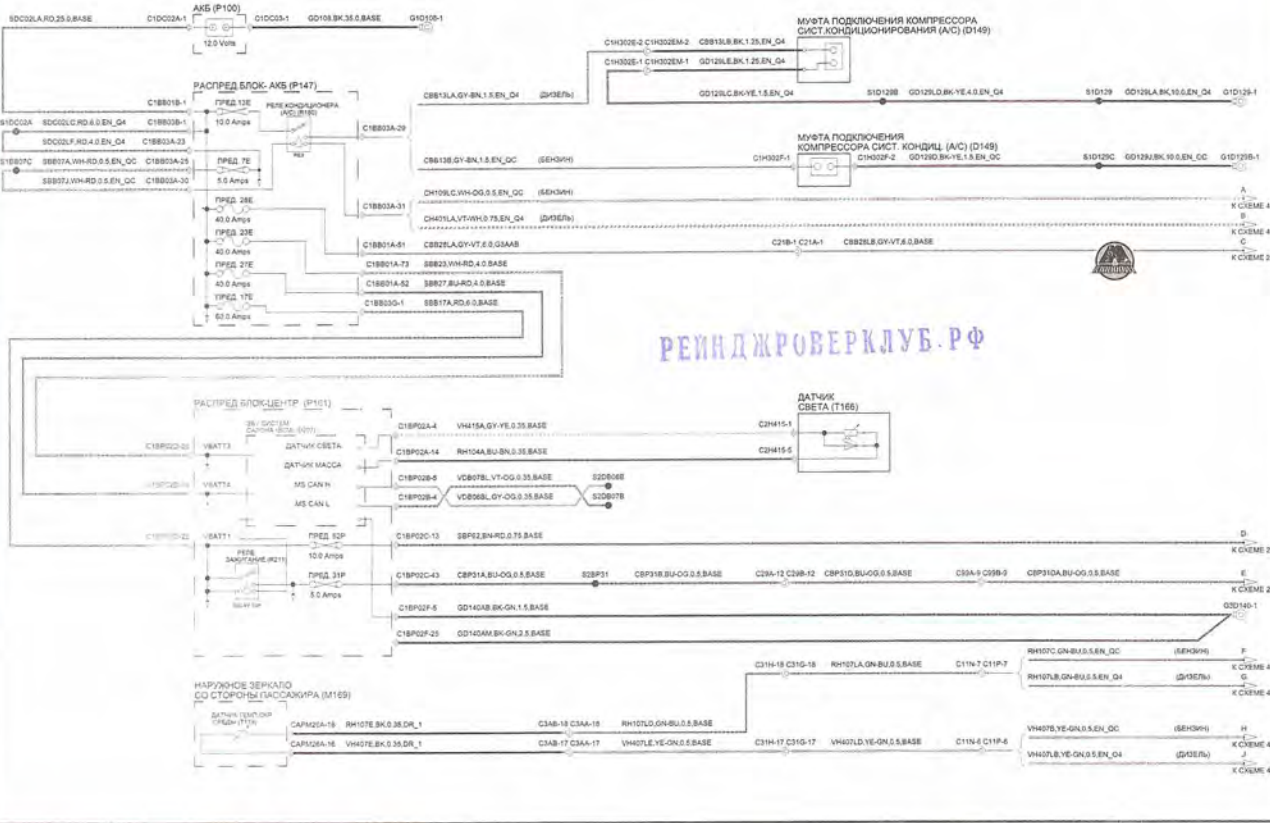 АКБ (P100)
SDC02LA,RD,25.0,BASE
C1DC02A-1
C1DC03-1
GD108,BK,35.0,BASE
G1D108-1
12.0 Volts
МУФТА ПОДКЛЮЧЕНИЯ КОМПРЕССОРА
СИСТ.КОНДИЦИОНИРОВАНИЯ (A/C) (D149)
C1H302E-2 C1H302EM-2
CBB13LB,BK,1.25,EN_Q4
C1H302E-1 C1H302EM-1
GD129LE,BK,1.25,EN_Q4
РАСПРЕД.БЛОК- АКБ (P147)
C1BB01B-1
ПРЕД.13E
10.0 Amps
РЕЛЕ КОНДИЦИОНЕРА
CBB13LA,GY-BN,1.5,EN_Q4
(ДИЗЕЛЬ)
GD129LC,BK-YE,1.5,EN_Q4
S1D129B
GD129LD,BK-YE,4.0,EN_Q4
S1D129
GD129LA,BK,10.0,EN_Q4
G1D129-1
S1DC02A
SDC02LC,RD,6.0,EN_Q4
C1BB03B-1
C1BB03A-29
SDC02LF,RD,4.0,EN_Q4
C1BB03A-23
МУФТА ПОДКЛЮЧЕНИЯ
КОМПРЕССОРА СИСТ. КОНДИЦ. (A/C) (D149)
S1BB07C
SBB07A,WH-RD,0.5,EN_QC
C1BB03A-25
ПРЕД. 7E
5.0 Amps
CBB13B,GY-BN,1.5,EN_QC
(БЕНЗИН)
C1H302F-1
C1H302F-2
GD129D,BK-YE,1.5,EN_QC
S1D129C
GD129J,BK,10.0,EN_QC
G1D129B-1
SBB07J,WH-RD,0.5,EN_QC
C1BB03A-30
CH109LC,WH-OG,0.5,EN_QC
(БЕНЗИН)
A
К СХЕМЕ 4
ПРЕД. 28E
40.0 Amps
C1BB03A-31
CH401LA,VT-WH,0.75,EN_Q4
(ДИЗЕЛЬ)
B
К СХЕМЕ 4
ПРЕД. 23E
40.0 Amps
C1BB01A-51
CBB28LA,GY-VT,6.0,G3AAB
C21B-1 C21A-1
CBB28LB,GY-VT,6.0,BASE
C
К СХЕМЕ 2
C1BB01A-73
SBB23,WH-RD,4.0,BASE
ПРЕД. 27E
40.0 Amps
C1BB01A-52
SBB27,BU-RD,4.0,BASE
ПРЕД. 17E
60.0 Amps
C1BB03G-1
SBB17A,RD,6.0,BASE
РЕЙНДЖРОВЕРКЛУБ.РФ
РАСПРЕД.БЛОК-ЦЕНТР. (P101)
ДАТЧИК
СВЕТА (T166)
VBATT3
ДАТЧИК СВЕТА
C1BP02A-4
VH415A,GY-YE,0.35,BASE
C2H415-1
ДАТЧИК МАССА
C1BP02A-14
RH104A,BU-BN,0.35,BASE
C2H415-5
VBATT4
MS CAN H
C1BP02B-5
VDB07BL,VT-OG,0.35,BASE
S2DB06E
MS CAN L
C1BP02B-4
VDB06BL,GY-OG,0.35,BASE
S2DB07B
VBATT1
ПРЕД. 62P
10.0 Amps
C1BP02C-13
SBP62,BN-RD,0.75,BASE
D
К СХЕМЕ 2
РЕЛЕ
ЗАЖИГАНИЕ (R211)
ПРЕД. 31P
5.0 Amps
C1BP02C-43
CBP31A,BU-OG,0.5,BASE
S2BP31
CBP31B,BU-OG,0.5,BASE
C29A-12 C29B-12
CBP31D,BU-OG,0.5,BASE
C93A-9 C99B-9
CBP31DA,BU-OG,0.5,BASE
E
К СХЕМЕ 2
C1BP02F-5
GD140AB,BK-GN,1.5,BASE
G3D140-1
C1BP02F-25
GD140AM,BK-GN,2.5,BASE
НАРУЖНОЕ ЗЕРКАЛО
СО СТОРОНЫ ПАССАЖИРА (M169)
C31H-18 C31G-18
RH107LA,GN-BU,0.5,BASE
C11N-7 C11P-7
RH107C,GN-BU,0.5,EN_QC
(БЕНЗИН)
F
К СХЕМЕ 4
RH107LB,GN-BU,0.5,EN_Q4
(ДИЗЕЛЬ)
G
К СХЕМЕ 4
CAPM26A-19
RH107E,BK,0.35,DR_1
C3AB-18 C3AA-18
RH107LD,GN-BU,0.5,BASE
CAPM26A-16
VH407E,BK,0.35,DR_1
C3AB-17 C3AA-17
VH407LE,YE-GN,0.5,BASE
C31H-17 C31G-17
VH407LD,YE-GN,0.5,BASE
C11N-6 C11P-6
VH407B,YE-GN,0.5,EN_QC
(БЕНЗИН)
H
К СХЕМЕ 4
VH407LB,YE-GN,0.5,EN_Q4
(ДИЗЕЛЬ)
J
К СХЕМЕ 4